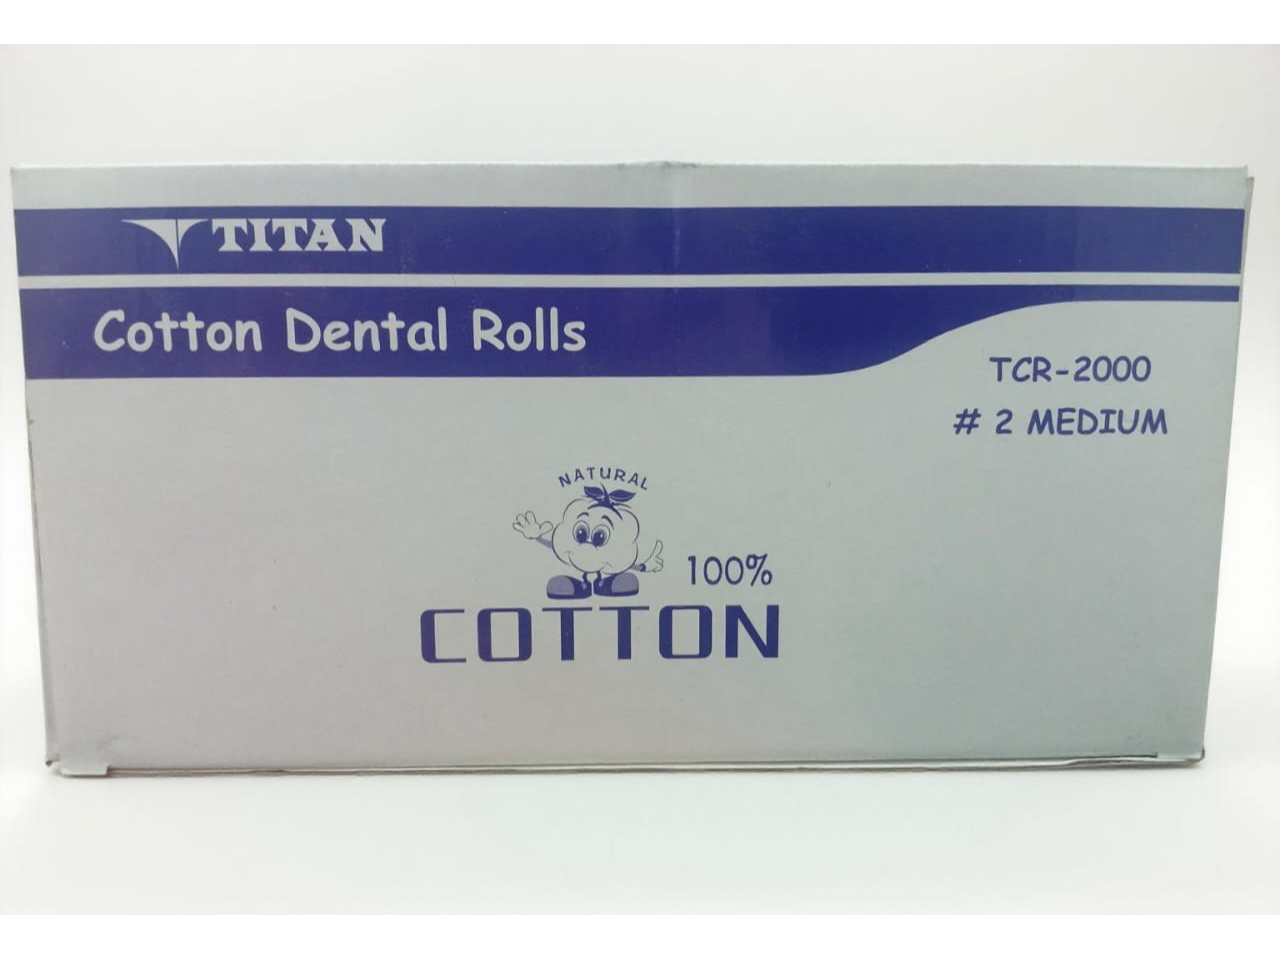 TITAN
Cotton Dental Rolls
TCR-2000
# 2 MEDIUM
NATURAL
100%
COTTON